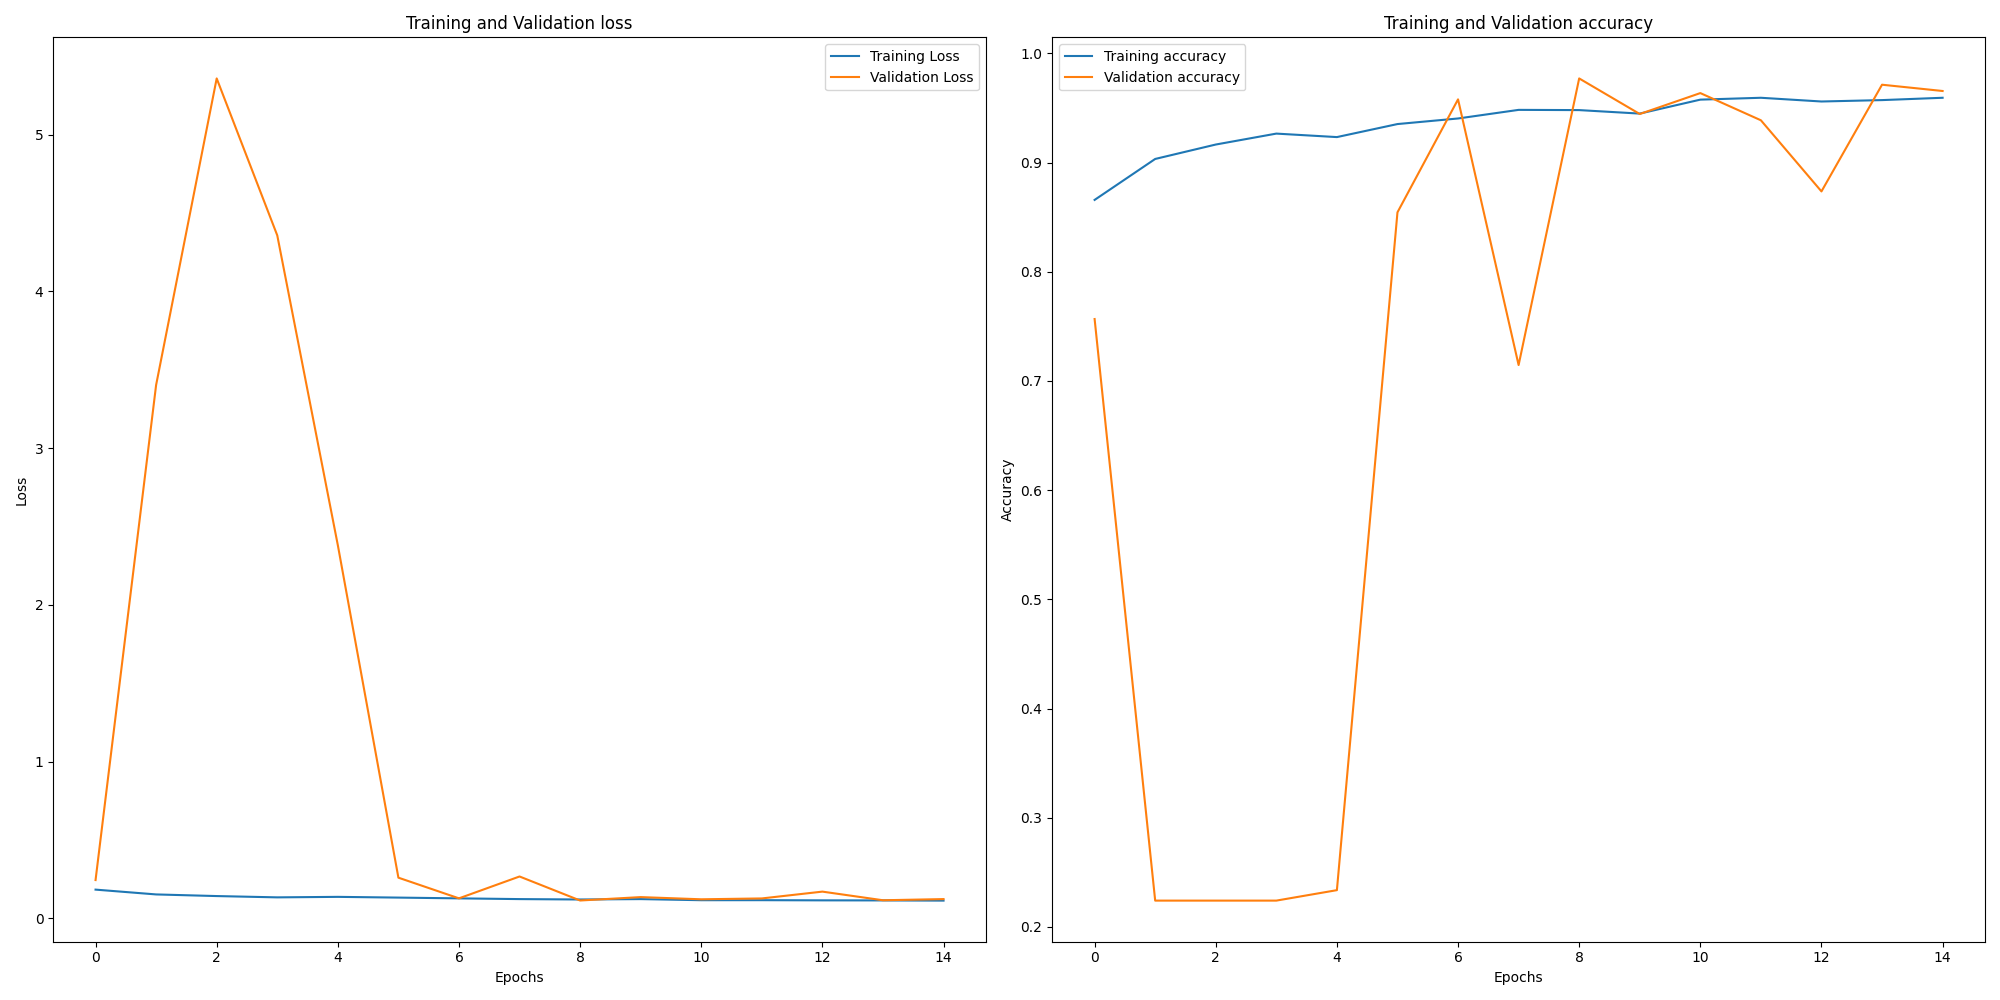 Training and Validation loss
Training Loss
Validation Loss
5
4
3
2
1
0
Loss
0 2 4 6 8 10 12 14
Epochs
Training and Validation accuracy
Training accuracy
Validation accuracy
1.0
0.9
0.8
0.7
0.6
0.5
0.4
0.3
0.2
Accuracy
0 2 4 6 8 10 12 14
Epochs